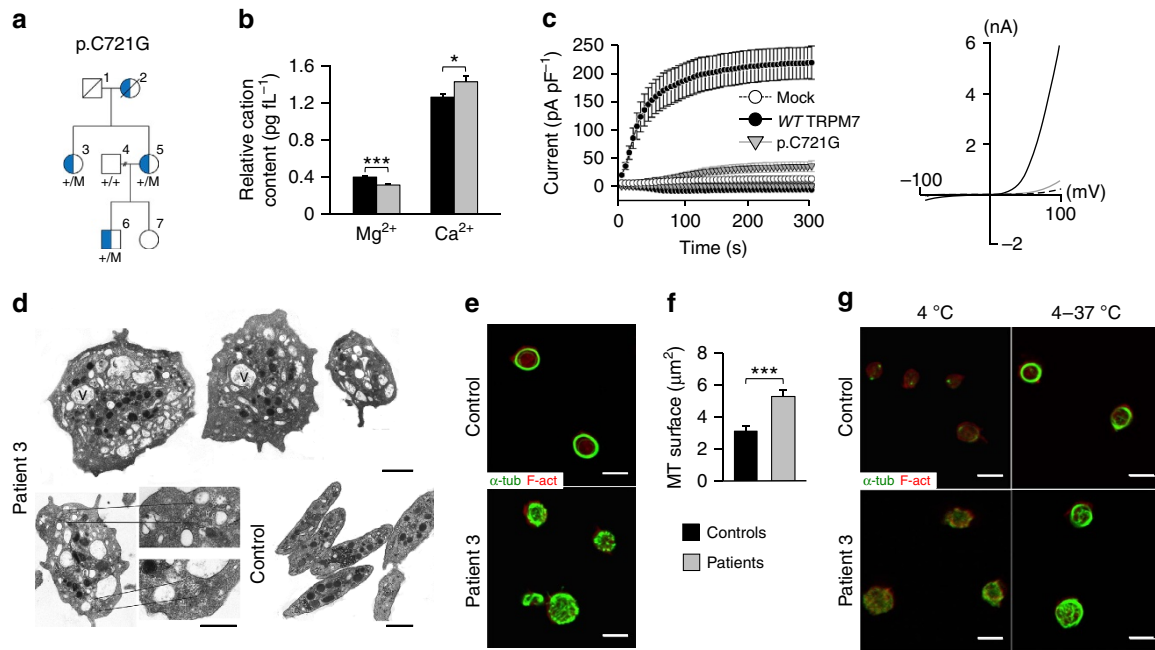 a
p.C721G
1
2
3
4
5
+/M
+/+
+/M
6
7
+/M
b
Relative cation
content (pg fL⁻¹)
1.6
1.2
0.8
0.4
0
***
*
Mg²⁺
Ca²⁺
c
Current (pA pF⁻¹)
250
200
150
100
50
0
0
100
200
300
Time (s)
Mock
WT TRPM7
p.C721G
(nA)
6
4
2
−2
−100
100
(mV)
d
Patient 3
V
V
Control
e
Control
α-tub F-act
Patient 3
f
MT surface (μm²)
8
6
4
2
0
***
Controls
Patients
g
4 °C
4–37 °C
Control
α-tub F-act
Patient 3